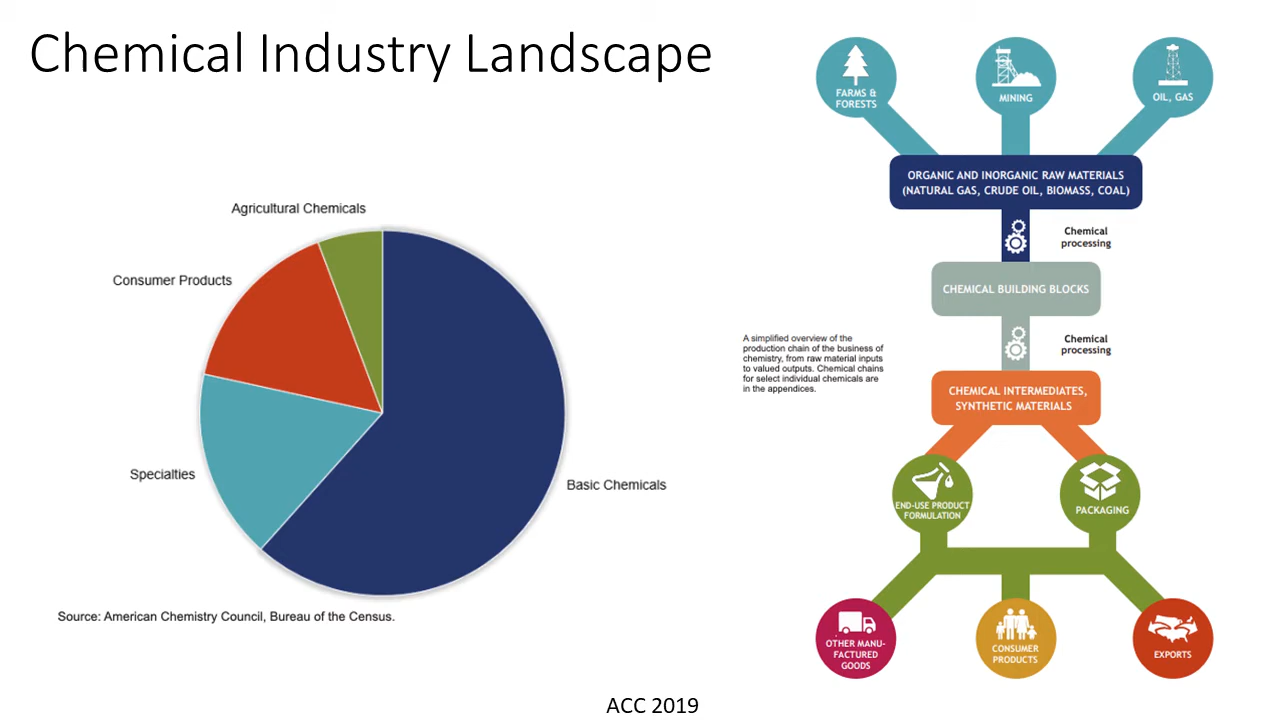 Chemical Industry Landscape
Agricultural Chemicals
Consumer Products
Specialties
Basic Chemicals
Source: American Chemistry Council, Bureau of the Census.
FARMS &
FORESTS
MINING
OIL, GAS
ORGANIC AND INORGANIC RAW MATERIALS
(NATURAL GAS, CRUDE OIL, BIOMASS, COAL)
Chemical
processing
CHEMICAL BUILDING BLOCKS
Chemical
processing
A simplified overview of the
production chain of the business of
chemistry, from raw material inputs
to valued outputs. Chemical chains
for select individual chemicals are
in the appendices.
CHEMICAL INTERMEDIATES,
SYNTHETIC MATERIALS
END-USE PRODUCT
FORMULATION
PACKAGING
OTHER MANU-
FACTURED
GOODS
CONSUMER
PRODUCTS
EXPORTS
ACC 2019